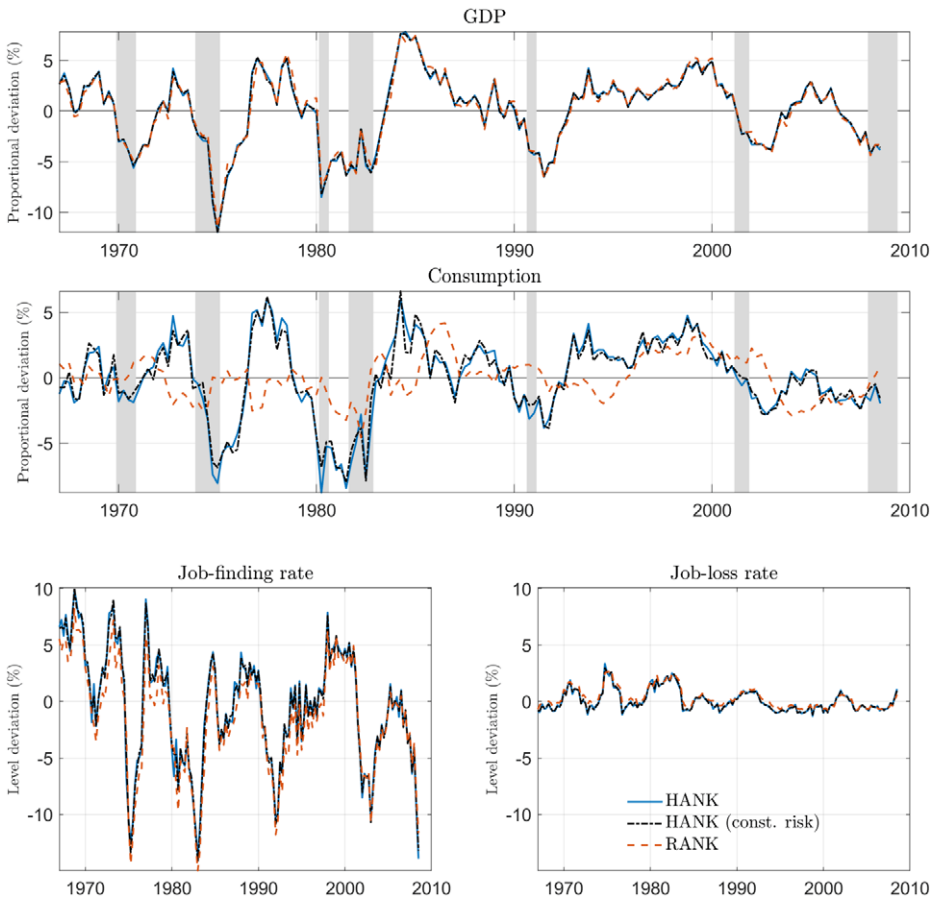 GDP
Proportional deviation (%)
5
0
-5
-10
1970 1980 1990 2000 2010
Consumption
Proportional deviation (%)
5
0
-5
1970 1980 1990 2000 2010
Job-finding rate
Level deviation (%)
10
5
0
-5
-10
1970 1980 1990 2000 2010
Job-loss rate
Level deviation (%)
10
5
0
-5
-10
HANK
HANK (const. risk)
RANK
1970 1980 1990 2000 2010